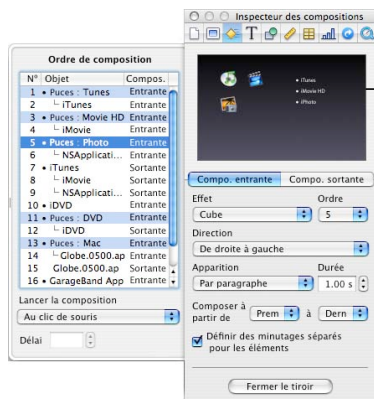 Inspecteur des compositions
Ordre de composition
N° Objet Compos.
1 • Puces : Tunes Entrante
2 └ iTunes Entrante
3 • Puces : Movie HD Entrante
4 └ iMovie Entrante
5 • Puces : Photo Entrante
6 └ NSApplicati... Entrante
7 • iTunes Sortante
8 └ iMovie Sortante
9 └ NSApplicati... Sortante
10 • iDVD Entrante
11 • Puces : DVD Entrante
12 └ iDVD Sortante
13 • Puces : Mac Entrante
14 └ Globe.0500.ap Entrante
15 Globe.0500.ap Sortante
16 • GarageBand App Entrante
Lancer la composition
Au clic de souris
Délai
• iTunes
• iMovie HD
• iPhoto
Compo. entrante Compo. sortante
Effet Ordre
Cube 5
Direction
De droite à gauche
Apparition Durée
Par paragraphe 1.00 s
Composer à
partir de Prem à Dern
Définir des minutages séparés
pour les éléments
Fermer le tiroir